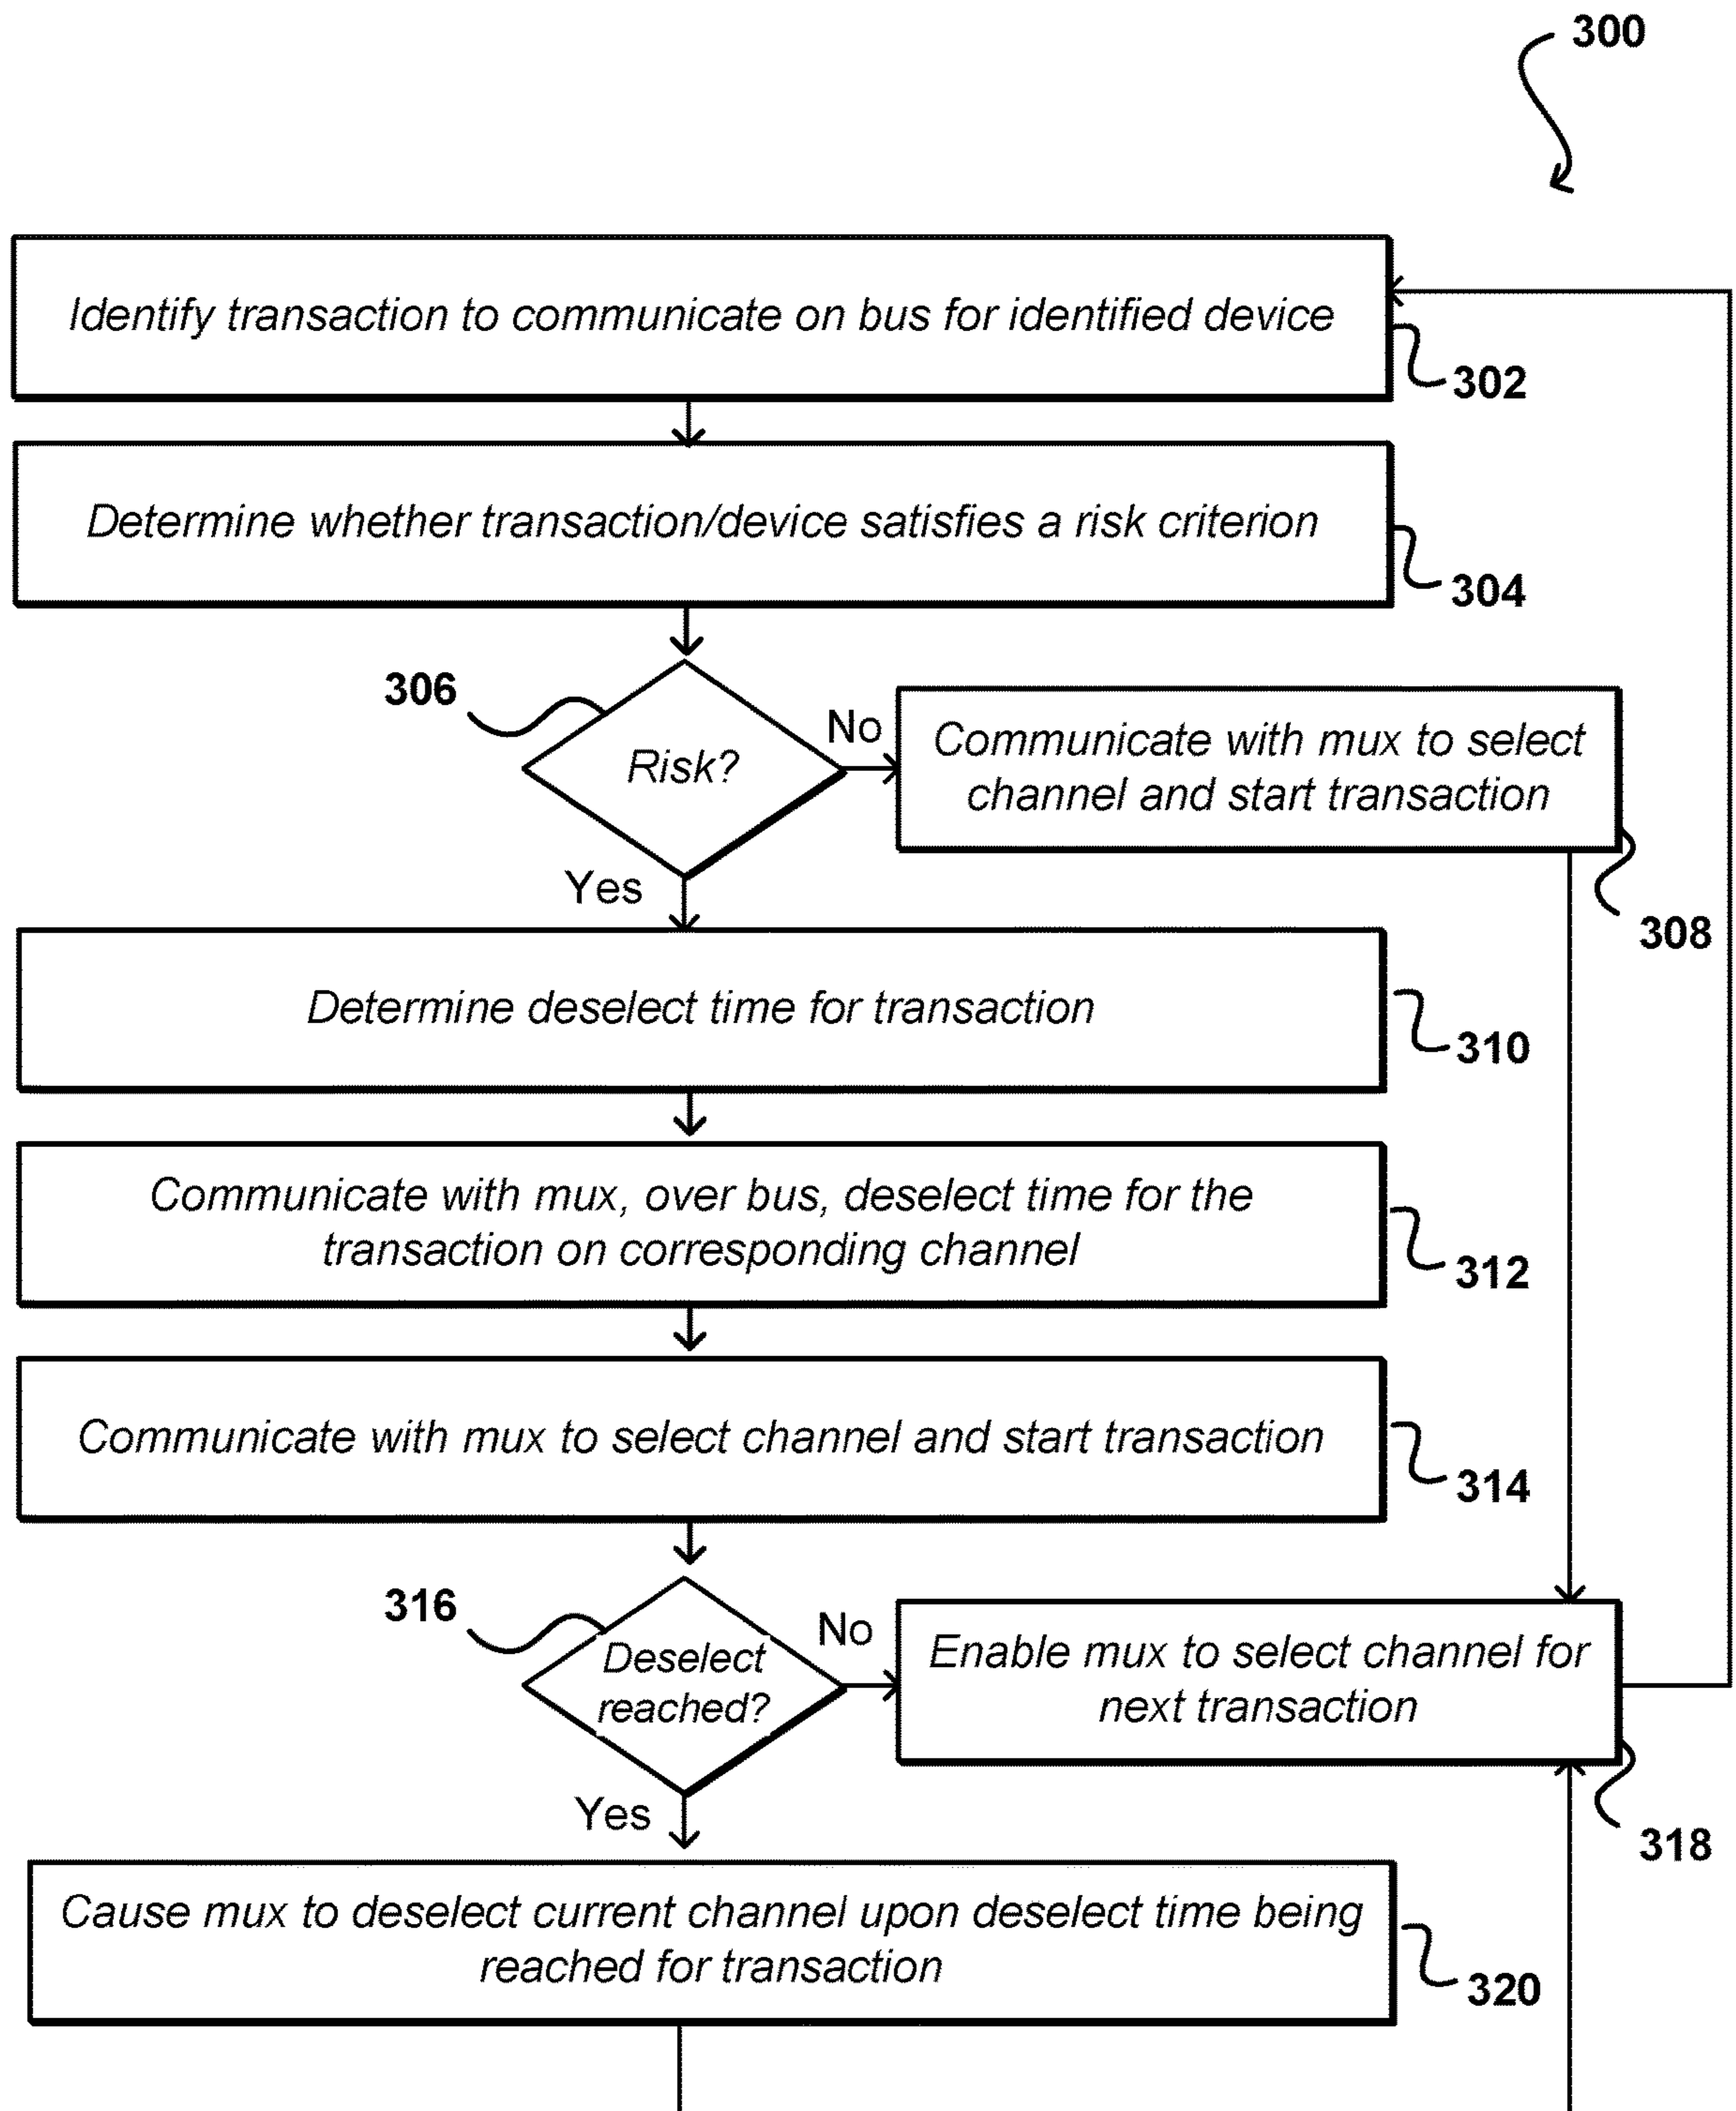 300
Identify transaction to communicate on bus for identified device
302
Determine whether transaction/device satisfies a risk criterion
304
306
Risk?
No
Communicate with mux to select
channel and start transaction
308
Yes
Determine deselect time for transaction
310
Communicate with mux, over bus, deselect time for the
transaction on corresponding channel
312
Communicate with mux to select channel and start transaction
314
316
Deselect
reached?
No
Enable mux to select channel for
next transaction
318
Yes
Cause mux to deselect current channel upon deselect time being
reached for transaction
320